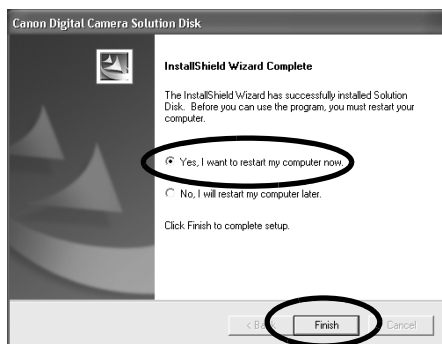 Canon Digital Camera Solution Disk
InstallShield Wizard Complete
The InstallShield Wizard has successfully installed Solution
Disk. Before you can use the program, you must restart your
computer.
Yes, I want to restart my computer now.
No, I will restart my computer later.
Click Finish to complete setup.
Finish
Cancel